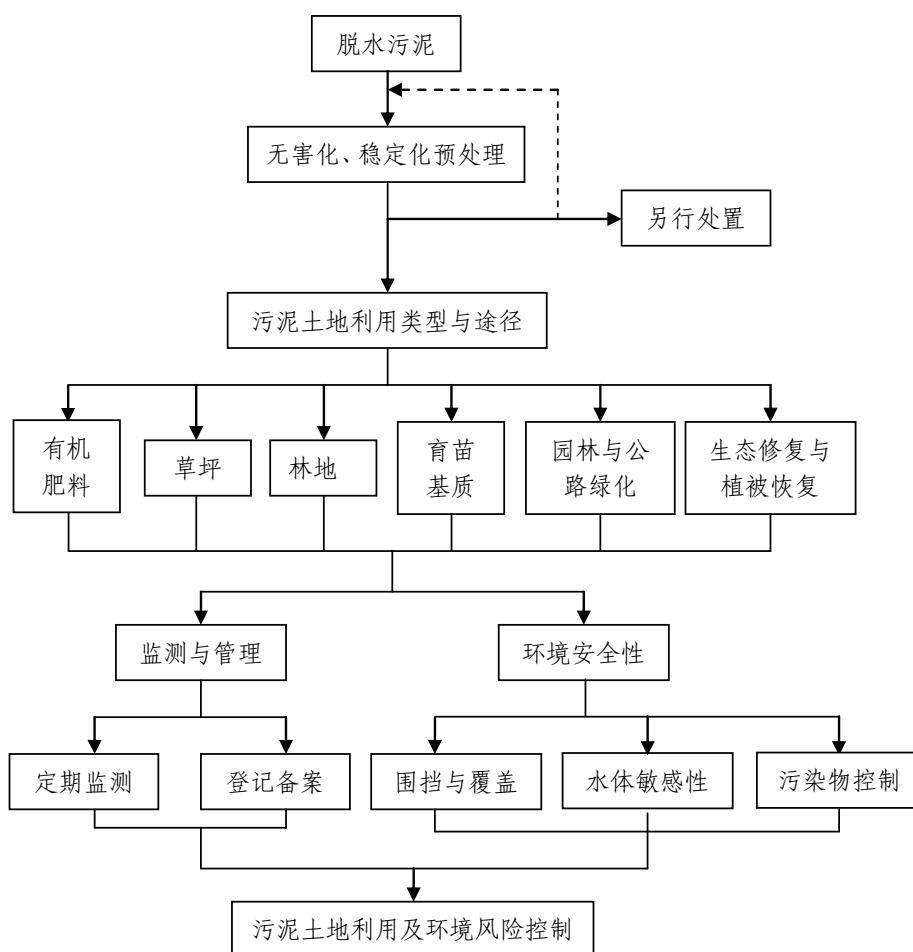 脱水污泥
无害化、稳定化预处理
另行处置
污泥土地利用类型与途径
有机
肥料
草坪
林地
育苗
基质
园林与公
路绿化
生态修复与
植被恢复
监测与管理
环境安全性
定期监测
登记备案
围挡与覆盖
水体敏感性
污染物控制
污泥土地利用及环境风险控制